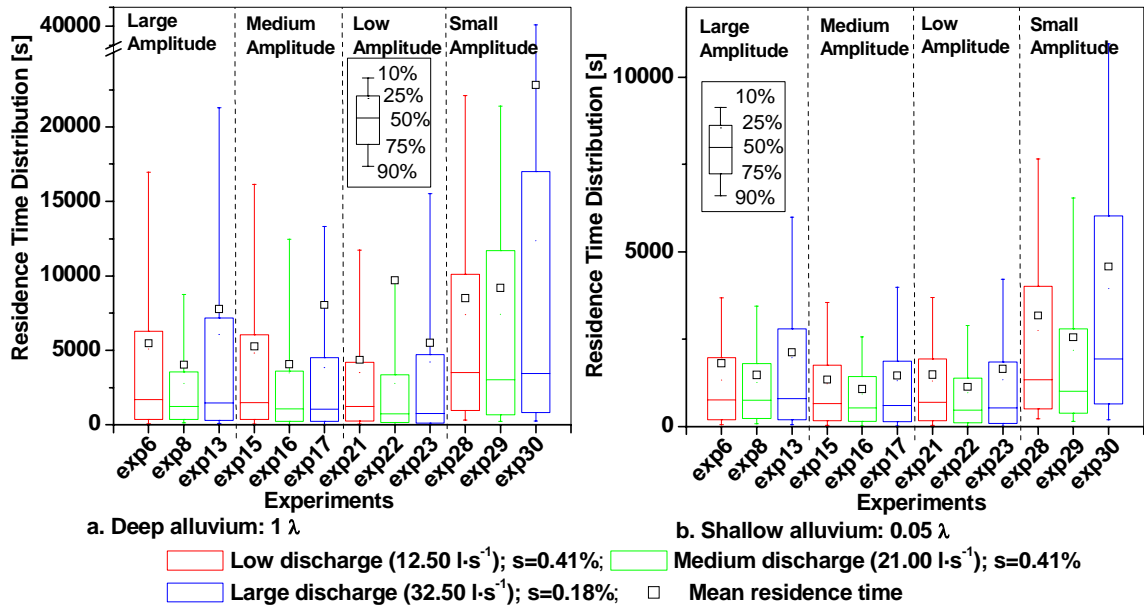 Large
Amplitude
Medium
Amplitude
Low
Amplitude
Small
Amplitude
Residence Time Distribution [s]
40000
20000
15000
10000
5000
0
10%
25%
50%
75%
90%
exp6
exp8
exp13
exp15
exp16
exp17
exp21
exp22
exp23
exp28
exp29
exp30
Experiments
a. Deep alluvium: 1 λ
Large
Amplitude
Medium
Amplitude
Low
Amplitude
Small
Amplitude
Residence Time Distribution [s]
10000
5000
0
10%
25%
50%
75%
90%
exp6
exp8
exp13
exp15
exp16
exp17
exp21
exp22
exp23
exp28
exp29
exp30
Experiments
b. Shallow alluvium: 0.05 λ
Low discharge (12.50 l·s⁻¹); s=0.41%;
Medium discharge (21.00 l·s⁻¹); s=0.41%
Large discharge (32.50 l·s⁻¹); s=0.18%;
Mean residence time